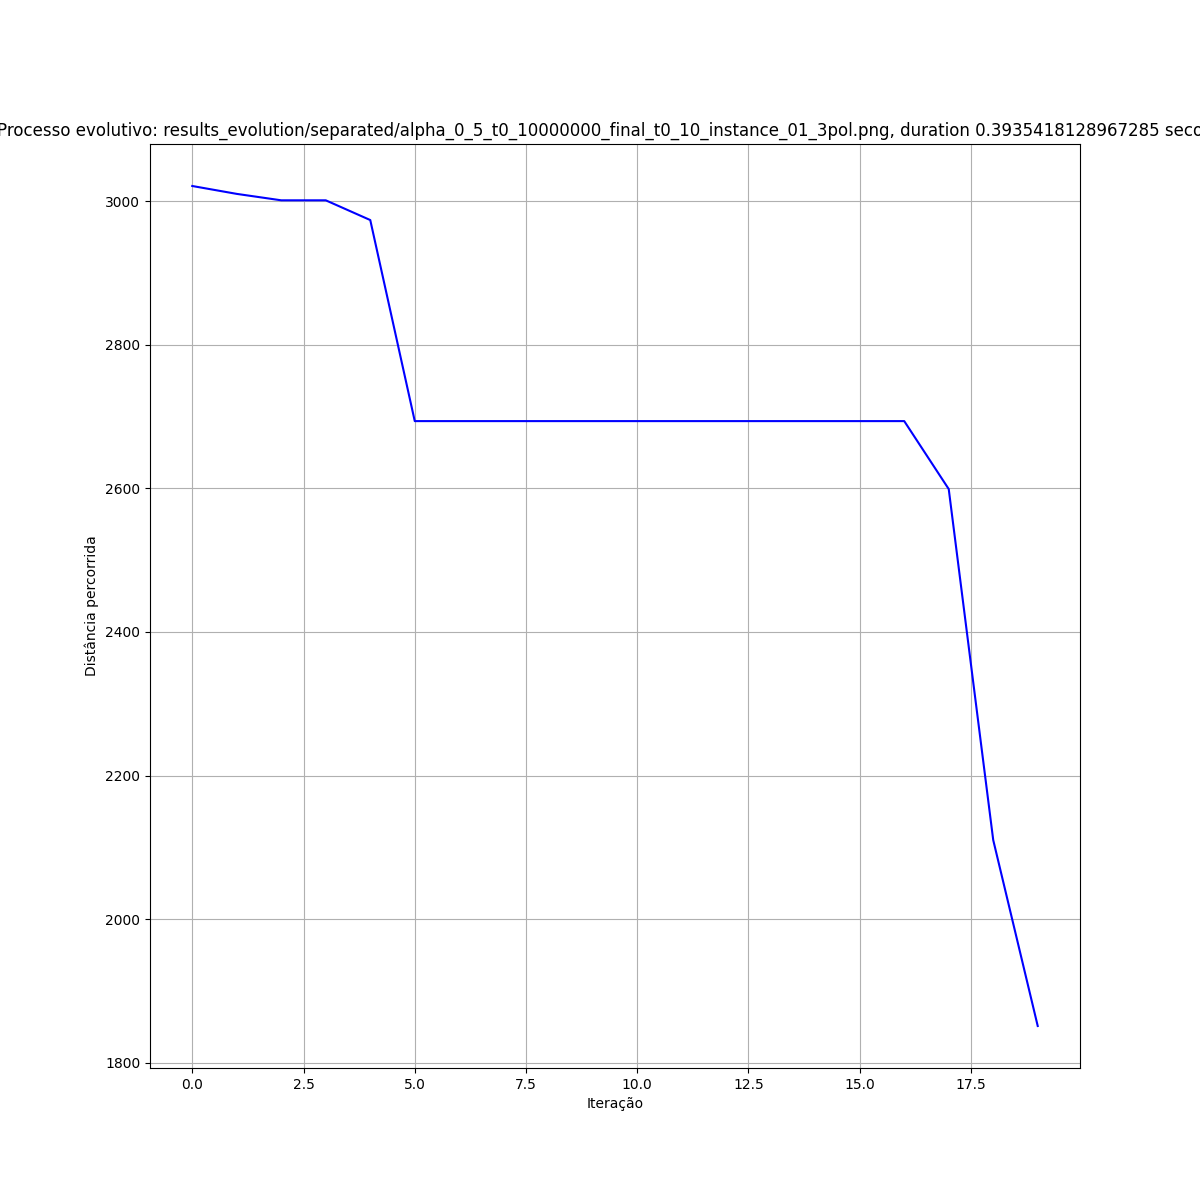 Processo evolutivo: results_evolution/separated/alpha_0_5_t0_10000000_final_t0_10_instance_01_3pol.png, duration 0.3935418128967285 seco
3000
2800
2600
2400
2200
2000
1800
Distância percorrida
0.0 2.5 5.0 7.5 10.0 12.5 15.0 17.5
Iteração